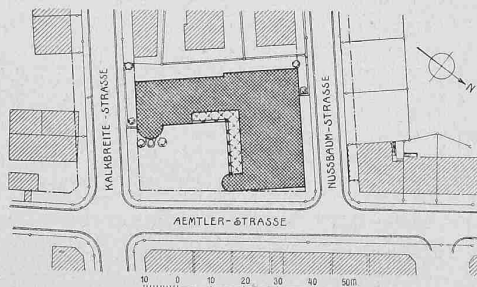 KALKBREITE - STRASSE
NUSSBAUM - STRASSE
N
AEMTLER - STRASSE
10 0 10 20 30 40 50m